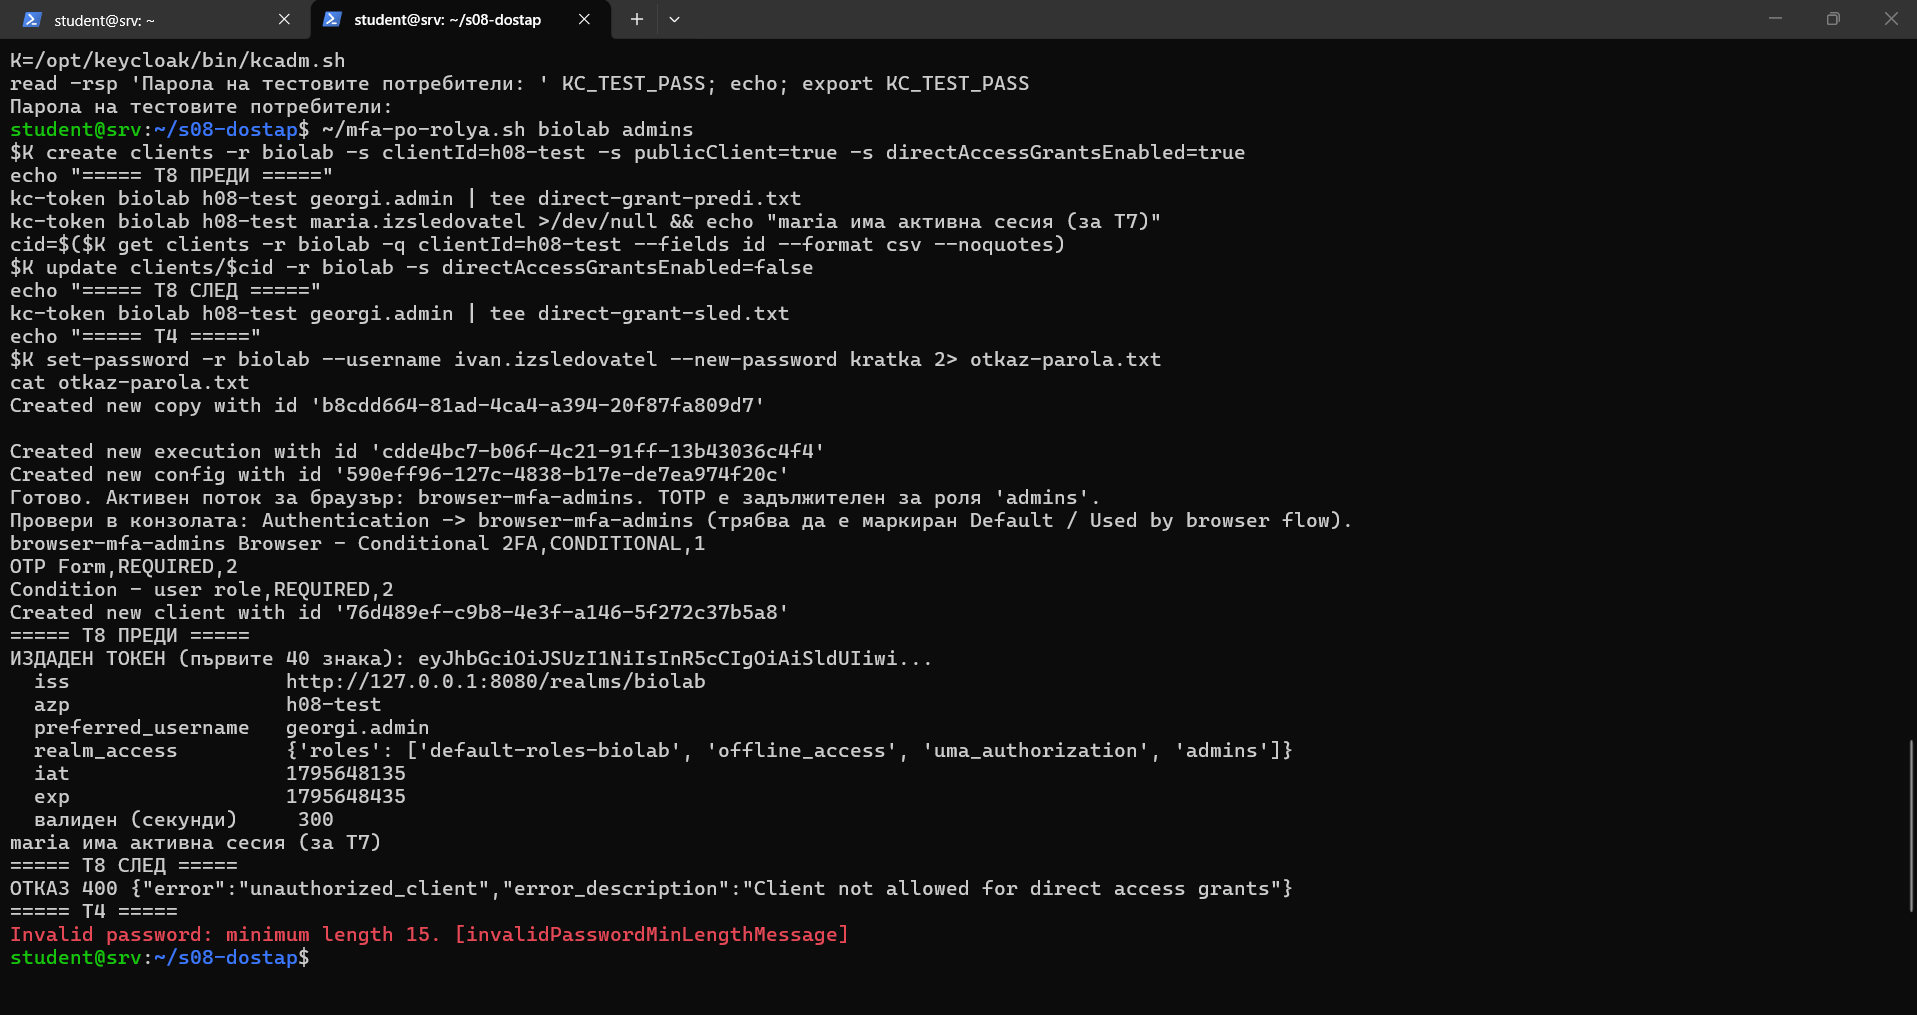 student@srv: ~
student@srv: ~/s08-dostap
K=/opt/keycloak/bin/kcadm.sh
read -rsp 'Парола на тестовите потребители: ' KC_TEST_PASS; echo; export KC_TEST_PASS
Парола на тестовите потребители:
student@srv:~/s08-dostap$ ~/mfa-po-rolya.sh biolab admins
$K create clients -r biolab -s clientId=h08-test -s publicClient=true -s directAccessGrantsEnabled=true
echo "===== Т8 ПРЕДИ ====="
kc-token biolab h08-test georgi.admin | tee direct-grant-predi.txt
kc-token biolab h08-test maria.izsledovatel >/dev/null && echo "maria има активна сесия (за Т7)"
cid=$($K get clients -r biolab -q clientId=h08-test --fields id --format csv --noquotes)
$K update clients/$cid -r biolab -s directAccessGrantsEnabled=false
echo "===== Т8 СЛЕД ====="
kc-token biolab h08-test georgi.admin | tee direct-grant-sled.txt
echo "===== Т4 ====="
$K set-password -r biolab --username ivan.izsledovatel --new-password kratka 2> otkaz-parola.txt
cat otkaz-parola.txt
Created new copy with id 'b8cdd664-81ad-4ca4-a394-20f87fa809d7'
Created new execution with id 'cdde4bc7-b06f-4c21-91ff-13b43036c4f4'
Created new config with id '590eff96-127c-4838-b17e-de7ea974f20c'
Готово. Активен поток за браузър: browser-mfa-admins. TOTP е задължителен за роля 'admins'.
Провери в конзолата: Authentication -> browser-mfa-admins (трябва да е маркиран Default / Used by browser flow).
browser-mfa-admins Browser - Conditional 2FA,CONDITIONAL,1
OTP Form,REQUIRED,2
Condition - user role,REQUIRED,2
Created new client with id '76d489ef-c9b8-4e3f-a146-5f272c37b5a8'
===== Т8 ПРЕДИ =====
ИЗДАДЕН ТОКЕН (първите 40 знака): eyJhbGciOiJSUzI1NiIsInR5cCIgOiAiSldUIiwi...
iss http://127.0.0.1:8080/realms/biolab
azp h08-test
preferred_username georgi.admin
realm_access {'roles': ['default-roles-biolab', 'offline_access', 'uma_authorization', 'admins']}
iat 1795648135
exp 1795648435
валиден (секунди) 300
maria има активна сесия (за Т7)
===== Т8 СЛЕД =====
ОТКАЗ 400 {"error":"unauthorized_client","error_description":"Client not allowed for direct access grants"}
===== Т4 =====
Invalid password: minimum length 15. [invalidPasswordMinLengthMessage]
student@srv:~/s08-dostap$